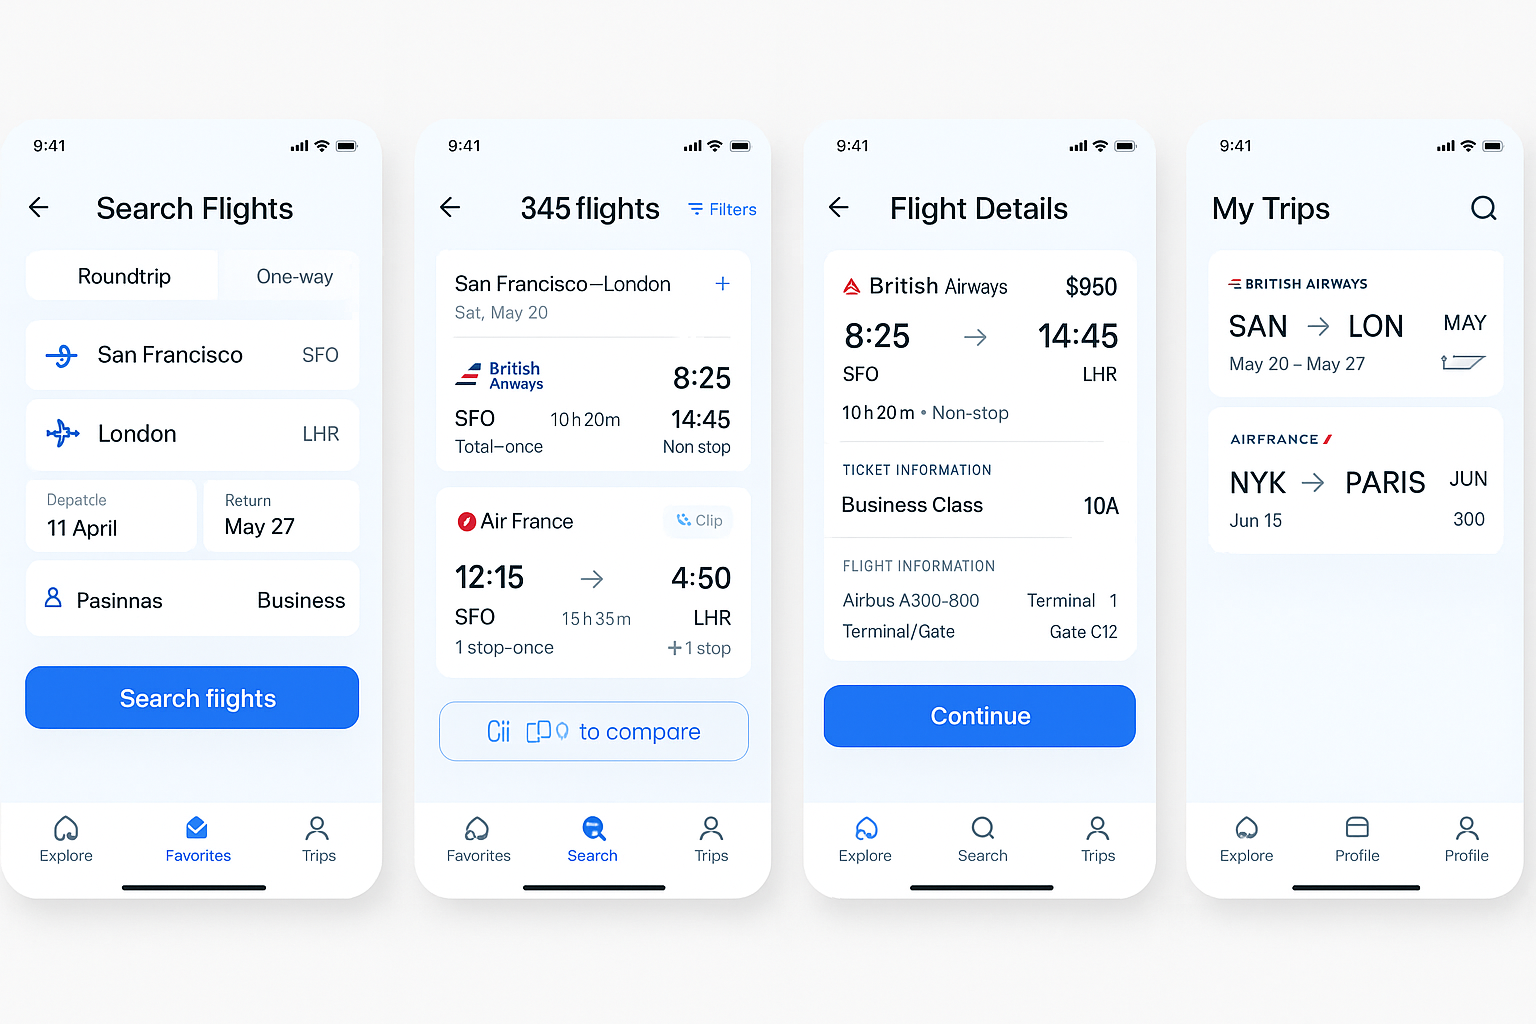 9:41
Search Flights
Roundtrip One-way
San Francisco SFO
London LHR
Depatcle Return
11 April May 27
Pasinnas Business
Search fiights
Explore Favorites Trips
9:41
345 flights Filters
San Francisco–London +
Sat, May 20
British
Anways 8:25
SFO 10 h 20m 14:45
Total–once Non stop
Air France Clip
12:15 → 4:50
SFO 15 h 35 m LHR
1 stop-once +1 stop
to compare
Favorites Search Trips
9:41
Flight Details
British Airways $950
8:25 → 14:45
SFO LHR
10 h 20 m • Non-stop
TICKET INFORMATION
Business Class 10A
FLIGHT INFORMATION
Airbus A300-800 Terminal 1
Terminal/Gate Gate C12
Continue
Explore Search Trips
9:41
My Trips
BRITISH AIRWAYS
SAN → LON MAY
May 20 – May 27
AIRFRANCE
NYK → PARIS JUN
Jun 15 300
Explore Profile Profile